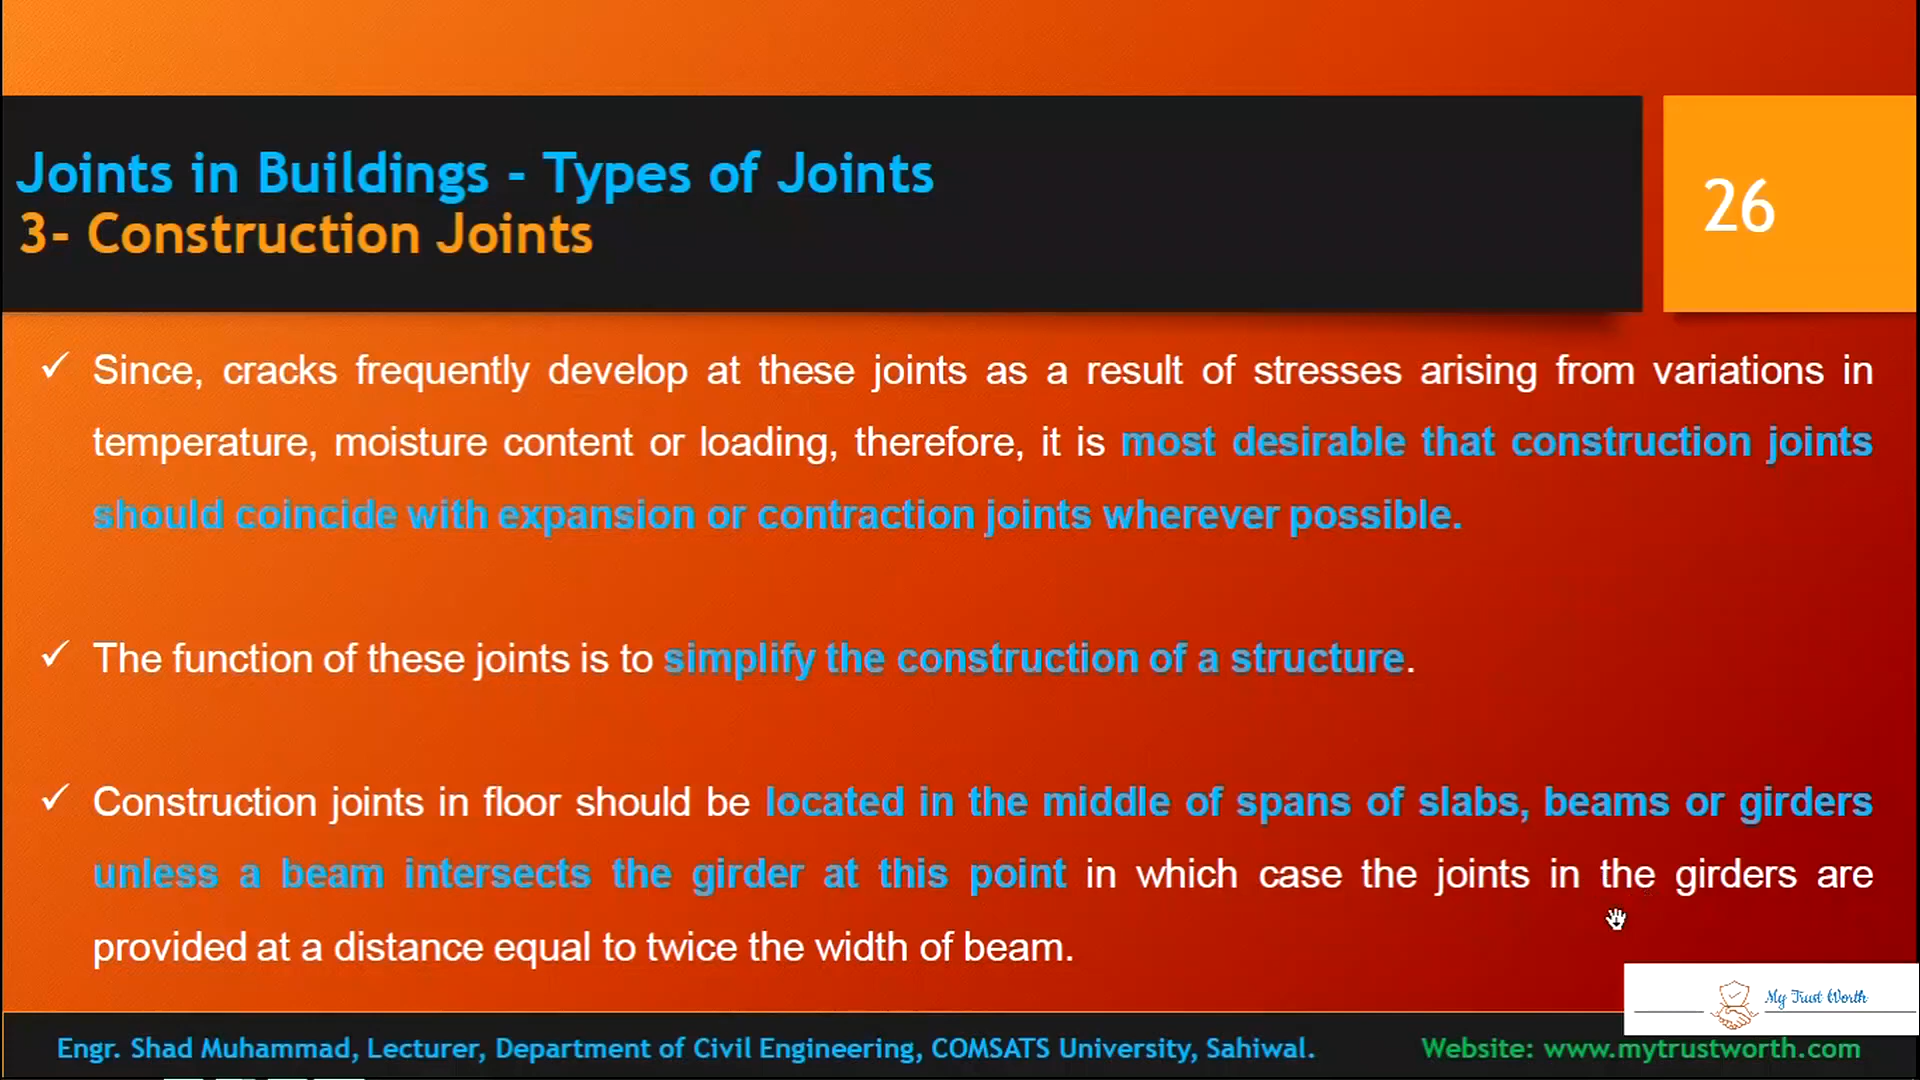 Joints in Buildings - Types of Joints
3- Construction Joints
26
✓ Since, cracks frequently develop at these joints as a result of stresses arising from variations in
temperature, moisture content or loading, therefore, it is most desirable that construction joints
should coincide with expansion or contraction joints wherever possible.
✓ The function of these joints is to simplify the construction of a structure.
✓ Construction joints in floor should be located in the middle of spans of slabs, beams or girders
unless a beam intersects the girder at this point in which case the joints in the girders are
provided at a distance equal to twice the width of beam.
My Trust Worth
Engr. Shad Muhammad, Lecturer, Department of Civil Engineering, COMSATS University, Sahiwal.
Website: www.mytrustworth.com